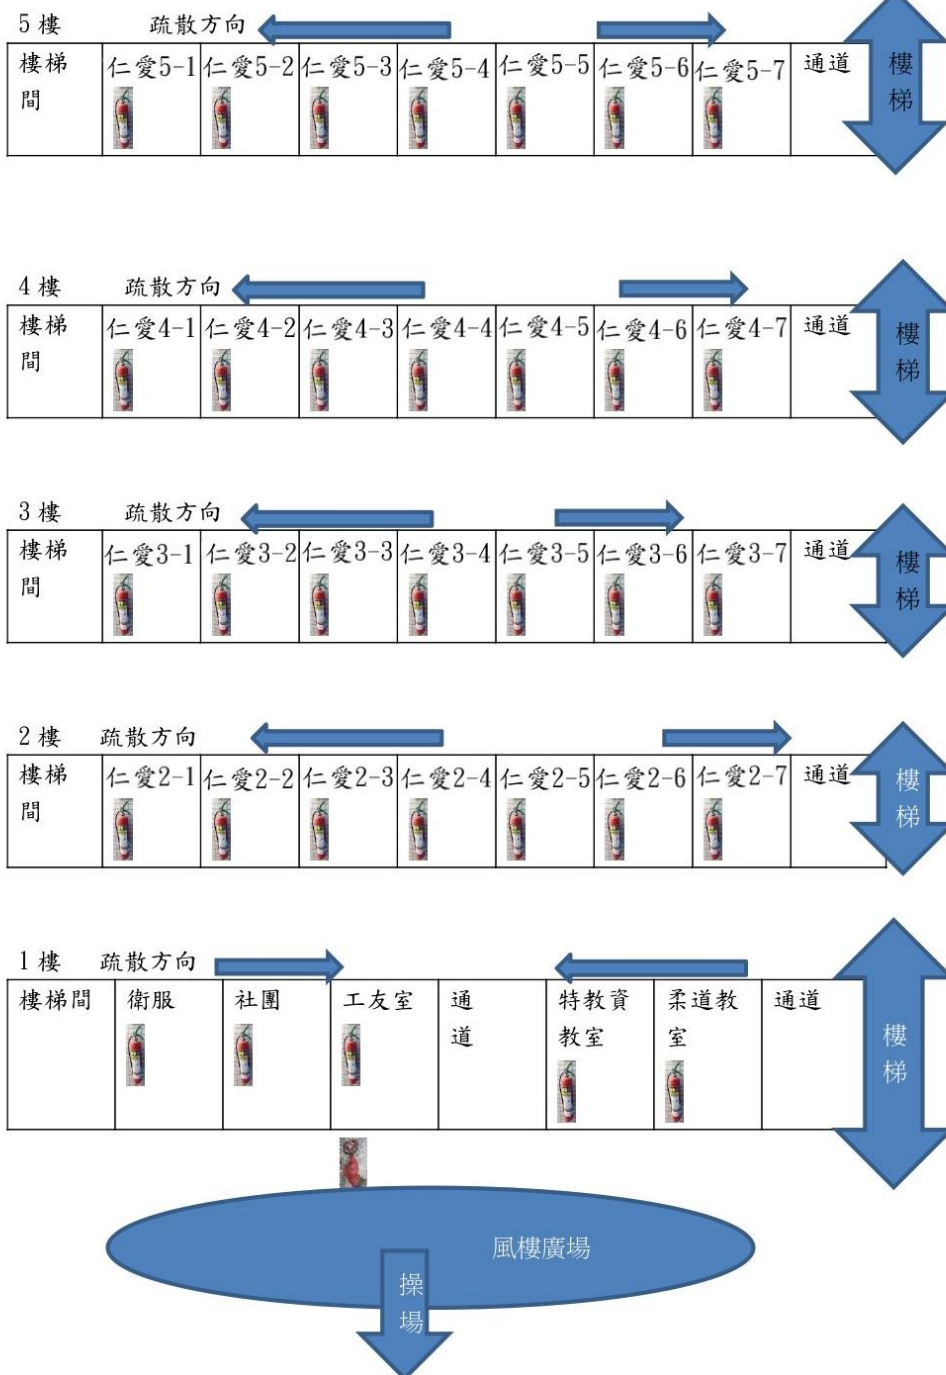 5 樓 疏散方向
樓梯間 仁愛5-1 仁愛5-2 仁愛5-3 仁愛5-4 仁愛5-5 仁愛5-6 仁愛5-7 通道 樓梯
4 樓 疏散方向
樓梯間 仁愛4-1 仁愛4-2 仁愛4-3 仁愛4-4 仁愛4-5 仁愛4-6 仁愛4-7 通道 樓梯
3 樓 疏散方向
樓梯間 仁愛3-1 仁愛3-2 仁愛3-3 仁愛3-4 仁愛3-5 仁愛3-6 仁愛3-7 通道 樓梯
2 樓 疏散方向
樓梯間 仁愛2-1 仁愛2-2 仁愛2-3 仁愛2-4 仁愛2-5 仁愛2-6 仁愛2-7 通道 樓梯
1 樓 疏散方向
樓梯間 衛服 社團 工友室 通道 特教資教室 柔道教室 通道 樓梯
風樓廣場
操場